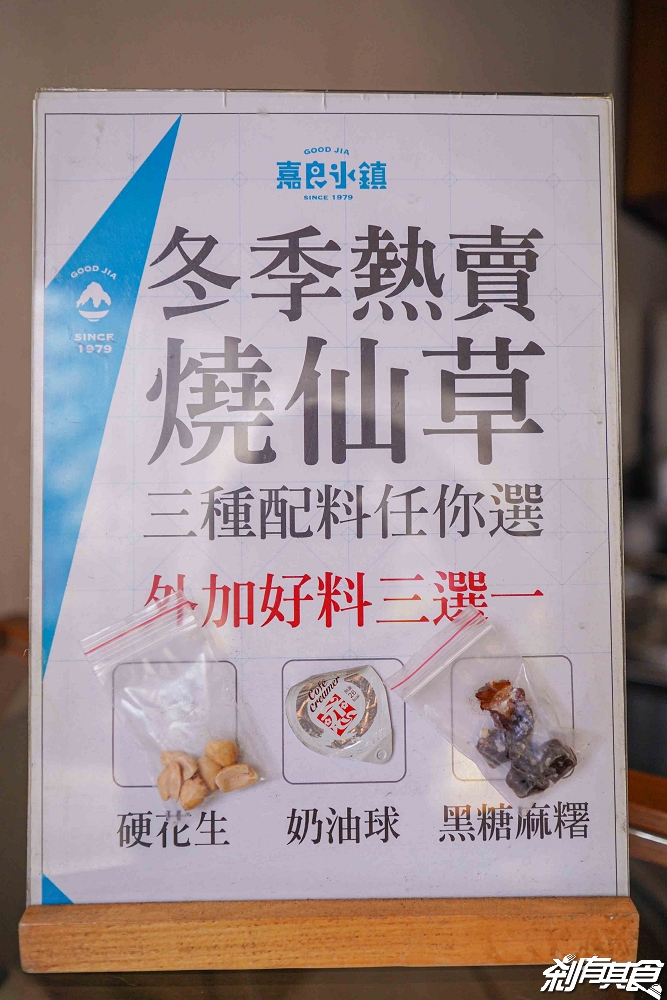 GOOD JIA
嘉良冰鎮
SINCE 1979
GOOD JIA
SINCE
1979
冬季熱賣
燒仙草
三種配料任你選
外加好料三選一
Café
Creamer
硬花生
奶油球
黑糖麻糬
剎有其食